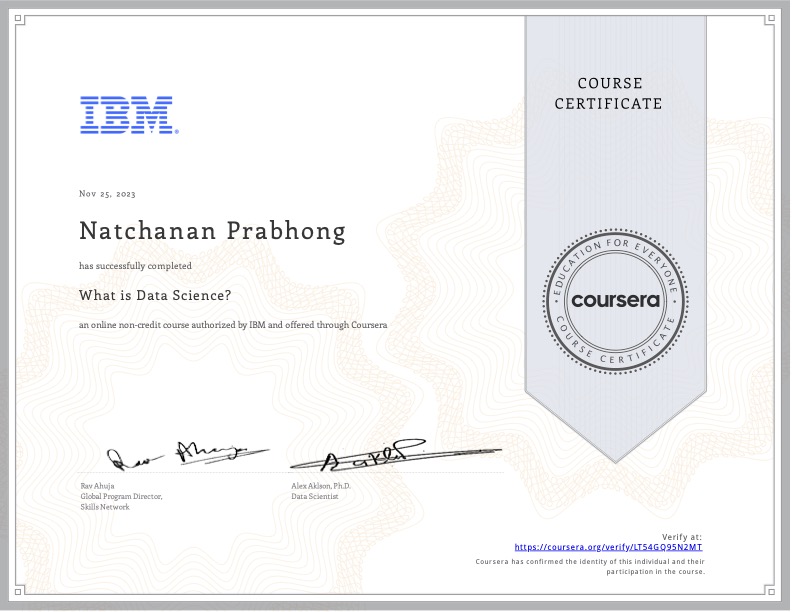 COURSE
CERTIFICATE
IBM®
Nov 25, 2023
Natchanan Prabhong
has successfully completed
What is Data Science?
an online non-credit course authorized by IBM and offered through Coursera
EDUCATION FOR EVERYONE
coursera
COURSE CERTIFICATE
Rav Ahuja
Global Program Director,
Skills Network
Alex Aklson, Ph.D.
Data Scientist
Verify at:
https://coursera.org/verify/LT54GQ95N2MT
Coursera has confirmed the identity of this individual and their
participation in the course.